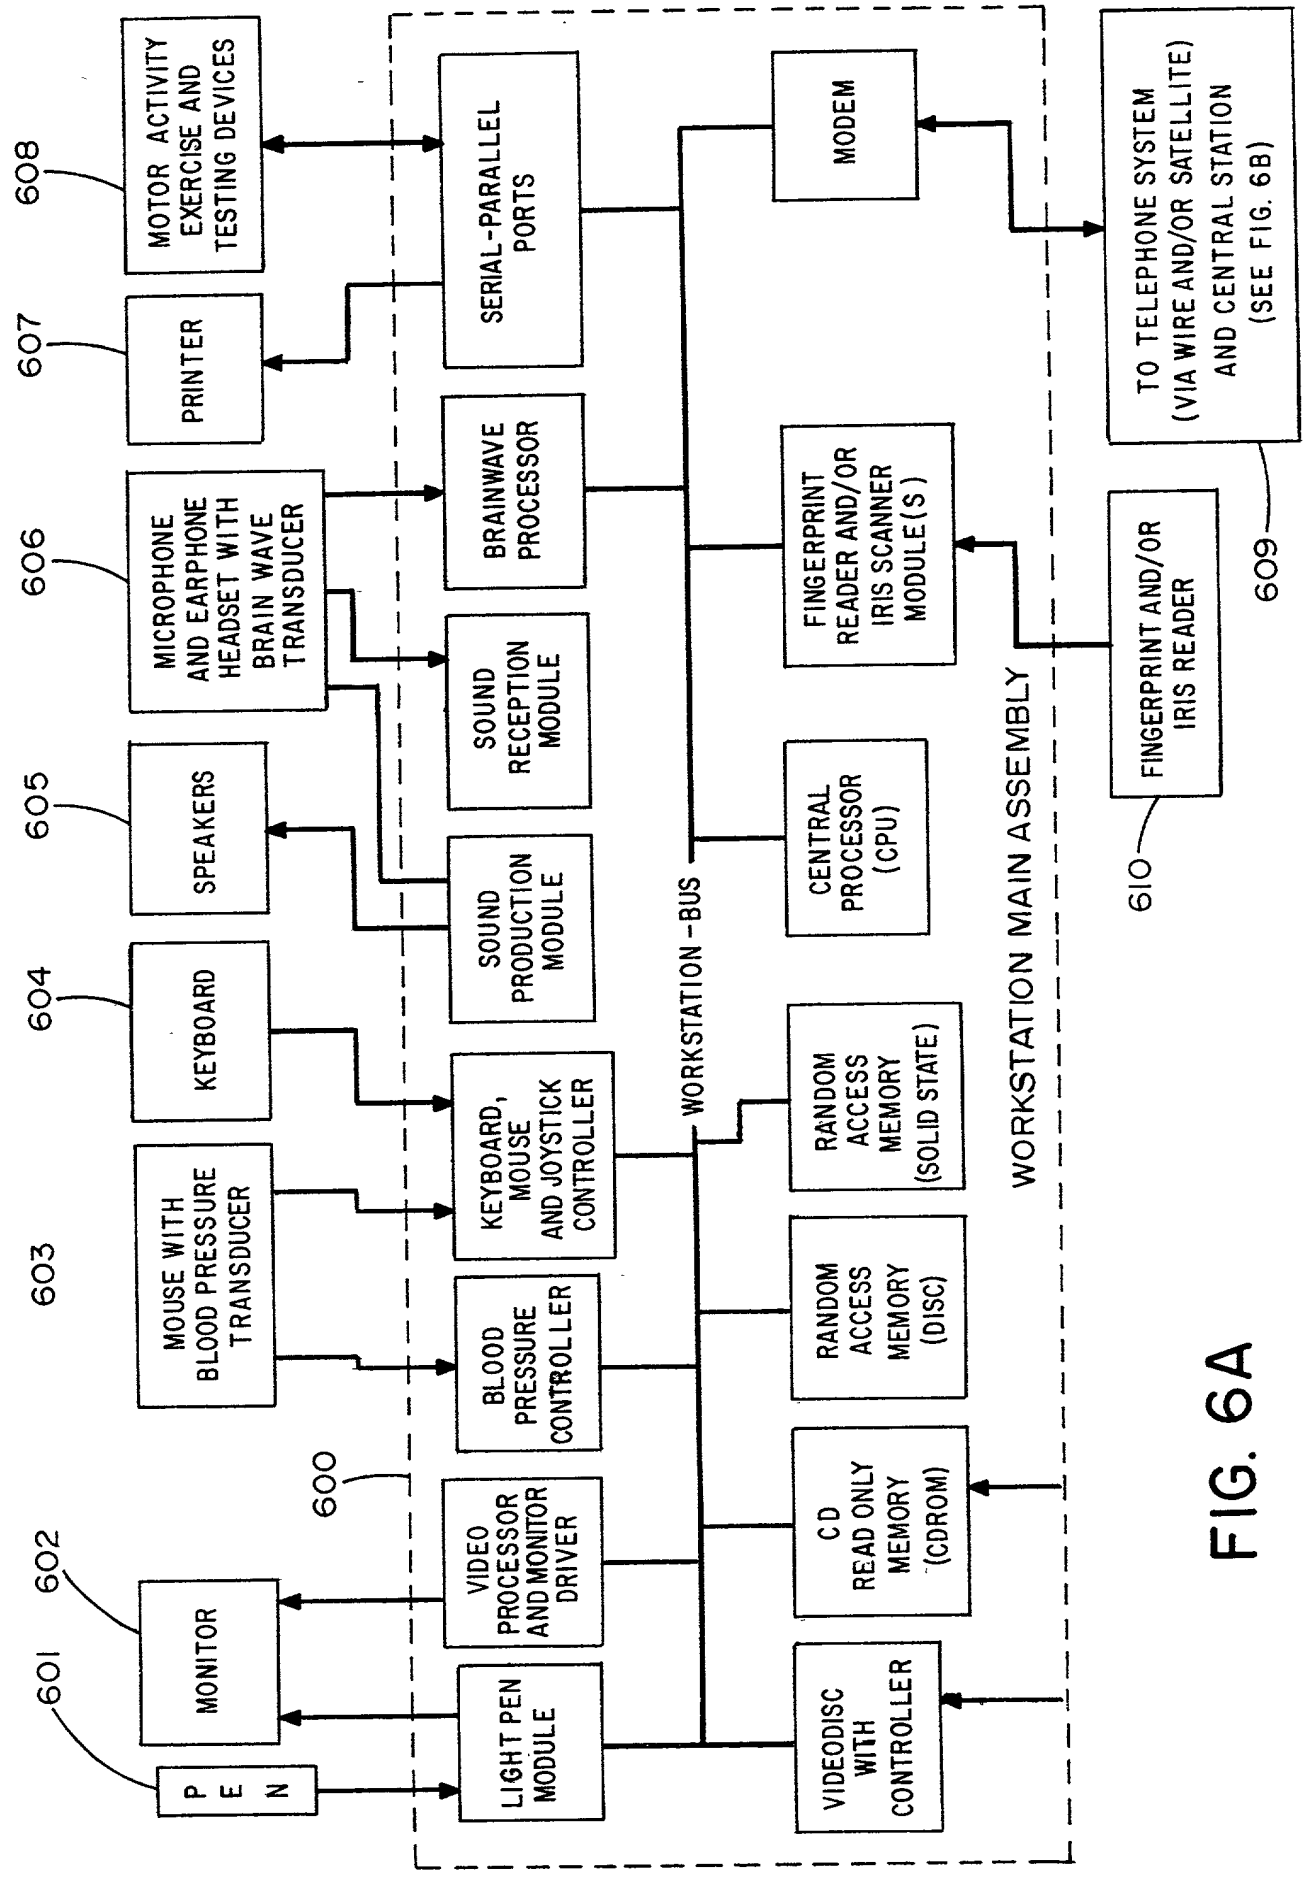 601
602
603
604
605
606
607
608
P
E
N
MONITOR
MOUSE WITH
BLOOD PRESSURE
TRANSDUCER
KEYBOARD
SPEAKERS
MICROPHONE
AND EARPHONE
HEADSET WITH
BRAIN WAVE
TRANSDUCER
PRINTER
MOTOR ACTIVITY
EXERCISE AND
TESTING DEVICES
600
LIGHT PEN
MODULE
VIDEO
PROCESSOR
AND MONITOR
DRIVER
BLOOD
PRESSURE
CONTROLLER
KEYBOARD,
MOUSE
AND JOYSTICK
CONTROLLER
SOUND
PRODUCTION
MODULE
SOUND
RECEPTION
MODULE
BRAINWAVE
PROCESSOR
SERIAL-PARALLEL
PORTS
WORKSTATION-BUS
VIDEODISC
WITH
CONTROLLER
CD
READ ONLY
MEMORY
(CDROM)
RANDOM
ACCESS
MEMORY
(DISC)
RANDOM
ACCESS
MEMORY
(SOLID STATE)
CENTRAL
PROCESSOR
(CPU)
FINGERPRINT
READER AND/OR
IRIS SCANNER
MODULE(S)
MODEM
WORKSTATION MAIN ASSEMBLY
610
FINGERPRINT AND/OR
IRIS READER
609
TO TELEPHONE SYSTEM
(VIA WIRE AND/OR SATELLITE)
AND CENTRAL STATION
(SEE FIG. 6B)
FIG. 6A